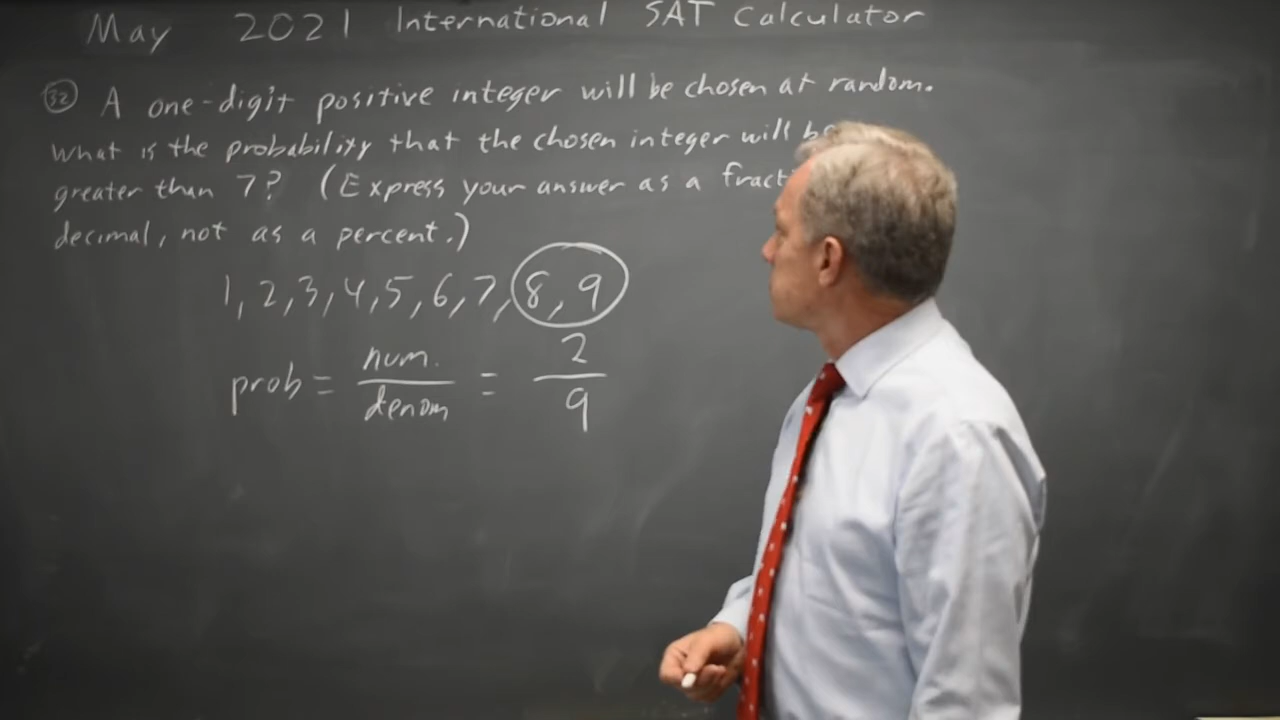 May 2021 International SAT Calculator
32 A one-digit positive integer will be chosen at random.
What is the probability that the chosen integer will
greater than 7? (Express your answer as a
decimal, not as a percent.)
1, 2, 3, 4, 5, 6, 7, 8, 9
prob = num. / denom = 2 / 9